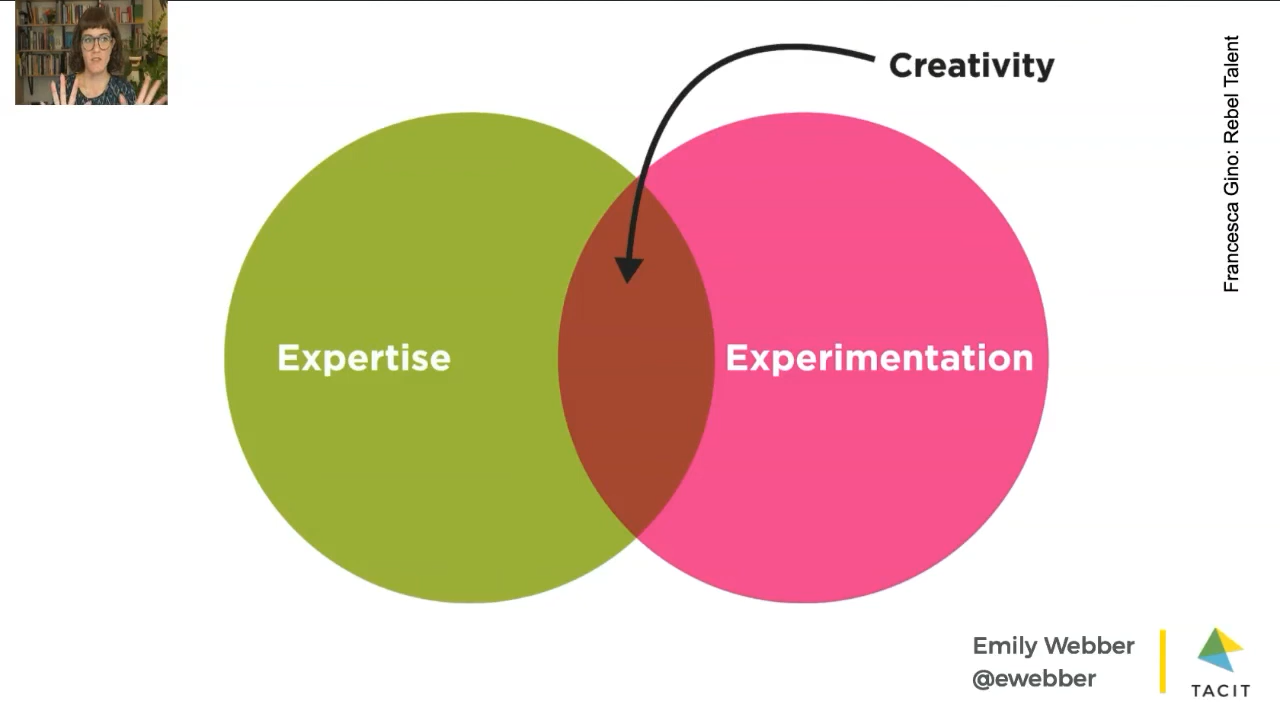 Creativity
Francesca Gino: Rebel Talent
Expertise
Experimentation
Emily Webber
@ewebber
TACIT